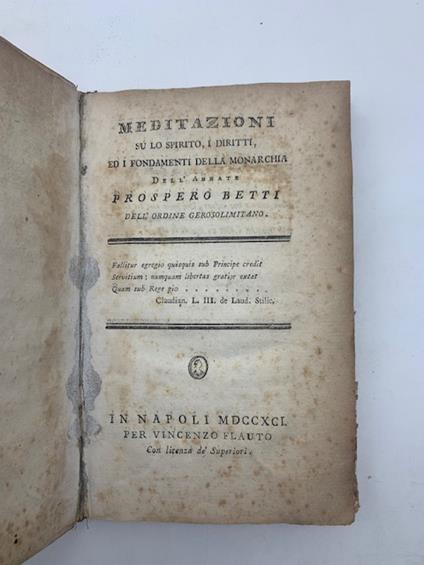 MEDITAZIONI
SU LO SPIRITO, I DIRITTI,
ED I FONDAMENTI DELLA MONARCHIA
DELL' ABBATE
PROSPERO BETTI
DELL' ORDINE GEROSOLIMITANO.
Fallitur egregio quisquis sub Principe credit
Servitium; numquam libertas gratior extat
Quam sub Rege pio . . . . . . . . .
Claudian. L. III. de Laud. Stilic.
IN NAPOLI MDCCXCI.
PER VINCENZO FLAUTO
Con licenza de' Superiori.